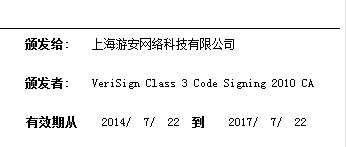 颁发给： 上海游安网络科技有限公司
颁发者： VeriSign Class 3 Code Signing 2010 CA
有效期从 2014/ 7/ 22 到 2017/ 7/ 22